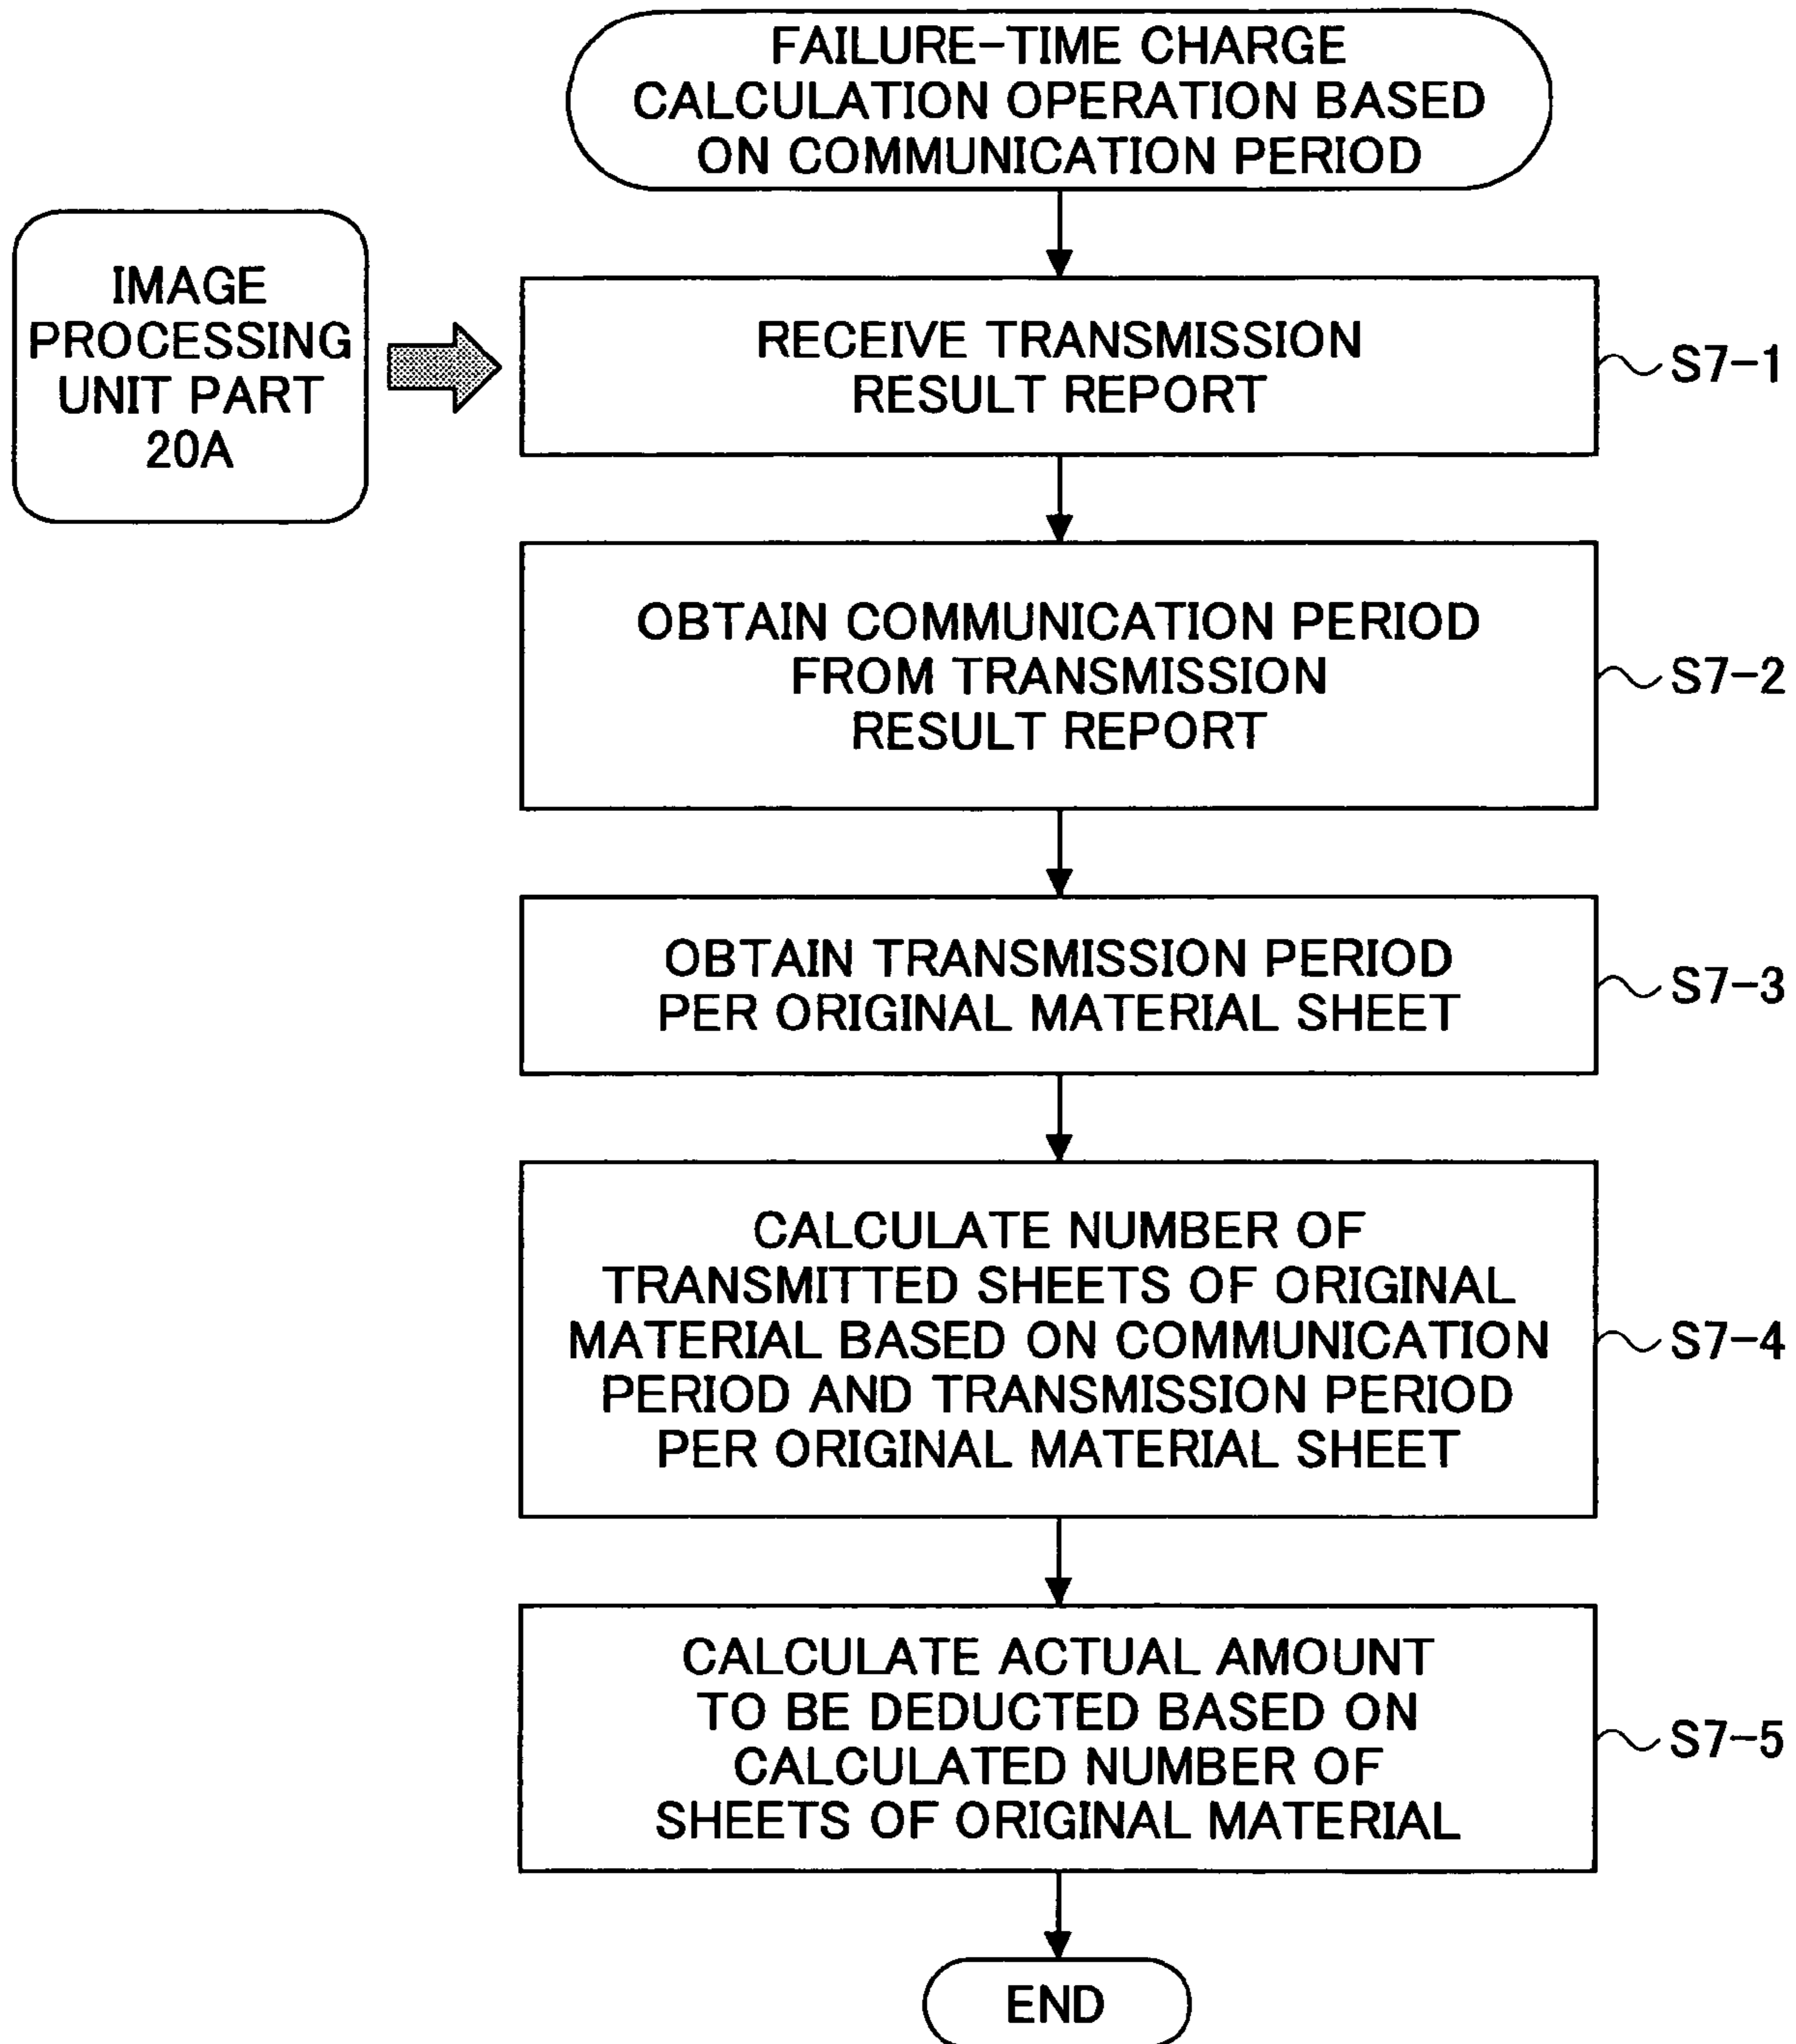 FAILURE-TIME CHARGE
CALCULATION OPERATION BASED
ON COMMUNICATION PERIOD
IMAGE
PROCESSING
UNIT PART
20A
RECEIVE TRANSMISSION
RESULT REPORT
S7-1
OBTAIN COMMUNICATION PERIOD
FROM TRANSMISSION
RESULT REPORT
S7-2
OBTAIN TRANSMISSION PERIOD
PER ORIGINAL MATERIAL SHEET
S7-3
CALCULATE NUMBER OF
TRANSMITTED SHEETS OF ORIGINAL
MATERIAL BASED ON COMMUNICATION
PERIOD AND TRANSMISSION PERIOD
PER ORIGINAL MATERIAL SHEET
S7-4
CALCULATE ACTUAL AMOUNT
TO BE DEDUCTED BASED ON
CALCULATED NUMBER OF
SHEETS OF ORIGINAL MATERIAL
S7-5
END